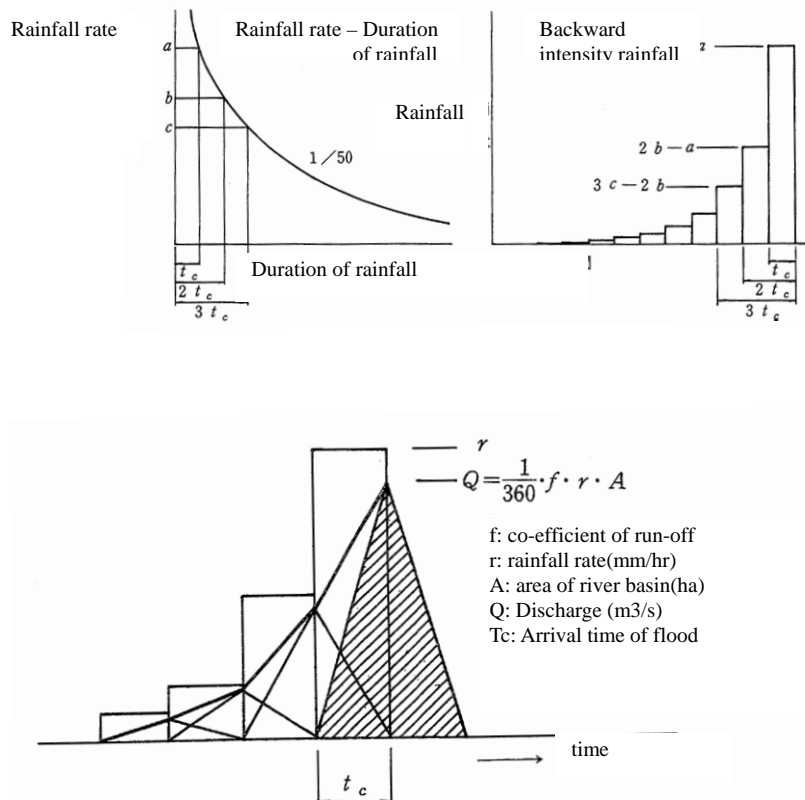 Rainfall rate
Rainfall rate – Duration
of rainfall
a
b
c
1／50
t c
2 t c
3 t c
Duration of rainfall
Backward
intensity rainfall
Rainfall
2 b－a
3 c－2 b
t c
2 t c
3 t c
r
Q=1/360·f·r·A
f: co-efficient of run-off
r: rainfall rate(mm/hr)
A: area of river basin(ha)
Q: Discharge (m3/s)
Tc: Arrival time of flood
time
t c